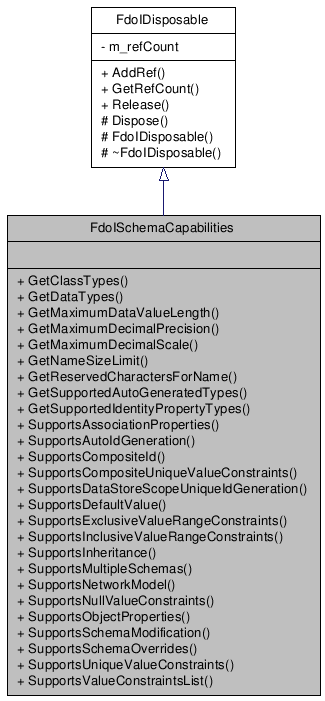 FdoIDisposable
- m_refCount
+ AddRef()
+ GetRefCount()
+ Release()
# Dispose()
# FdoIDisposable()
# ~FdoIDisposable()
FdoISchemaCapabilities
+ GetClassTypes()
+ GetDataTypes()
+ GetMaximumDataValueLength()
+ GetMaximumDecimalPrecision()
+ GetMaximumDecimalScale()
+ GetNameSizeLimit()
+ GetReservedCharactersForName()
+ GetSupportedAutoGeneratedTypes()
+ GetSupportedIdentityPropertyTypes()
+ SupportsAssociationProperties()
+ SupportsAutoIdGeneration()
+ SupportsCompositeId()
+ SupportsCompositeUniqueValueConstraints()
+ SupportsDataStoreScopeUniqueIdGeneration()
+ SupportsDefaultValue()
+ SupportsExclusiveValueRangeConstraints()
+ SupportsInclusiveValueRangeConstraints()
+ SupportsInheritance()
+ SupportsMultipleSchemas()
+ SupportsNetworkModel()
+ SupportsNullValueConstraints()
+ SupportsObjectProperties()
+ SupportsSchemaModification()
+ SupportsSchemaOverrides()
+ SupportsUniqueValueConstraints()
+ SupportsValueConstraintsList()